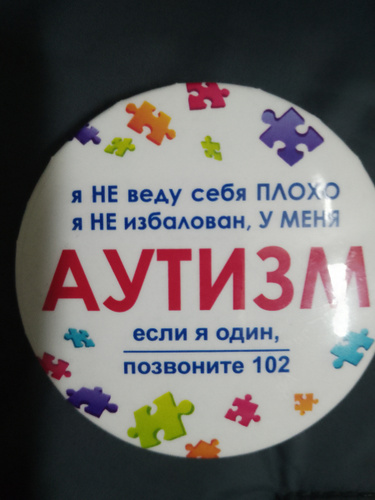 я НЕ веду себя ПЛОХО
я НЕ избалован, У МЕНЯ
АУТИЗМ
если я один,
позвоните 102